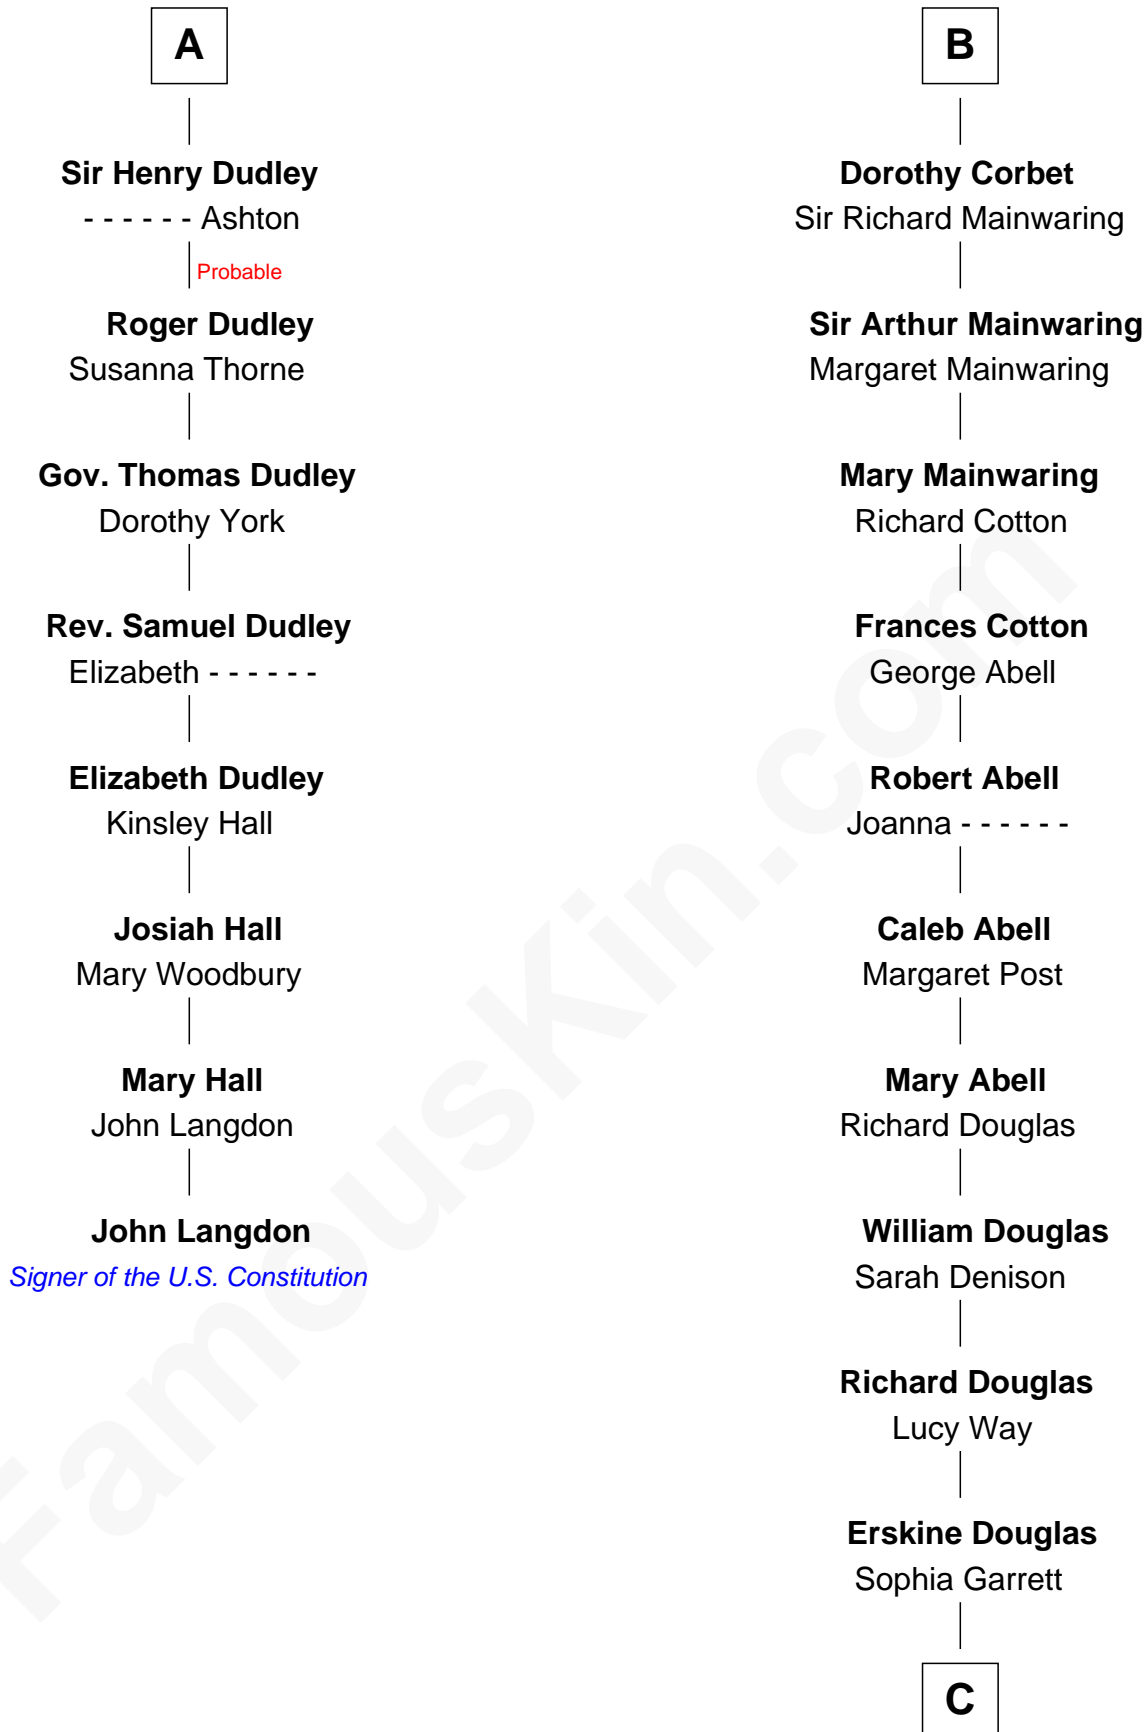 A
Sir Henry Dudley
- - - - - - Ashton
Probable
Roger Dudley
Susanna Thorne
Gov. Thomas Dudley
Dorothy York
Rev. Samuel Dudley
Elizabeth - - - - - -
Elizabeth Dudley
Kinsley Hall
Josiah Hall
Mary Woodbury
Mary Hall
John Langdon
John Langdon
Signer of the U.S. Constitution
B
Dorothy Corbet
Sir Richard Mainwaring
Sir Arthur Mainwaring
Margaret Mainwaring
Mary Mainwaring
Richard Cotton
Frances Cotton
George Abell
Robert Abell
Joanna - - - - - -
Caleb Abell
Margaret Post
Mary Abell
Richard Douglas
William Douglas
Sarah Denison
Richard Douglas
Lucy Way
Erskine Douglas
Sophia Garrett
C
FamousKin.com